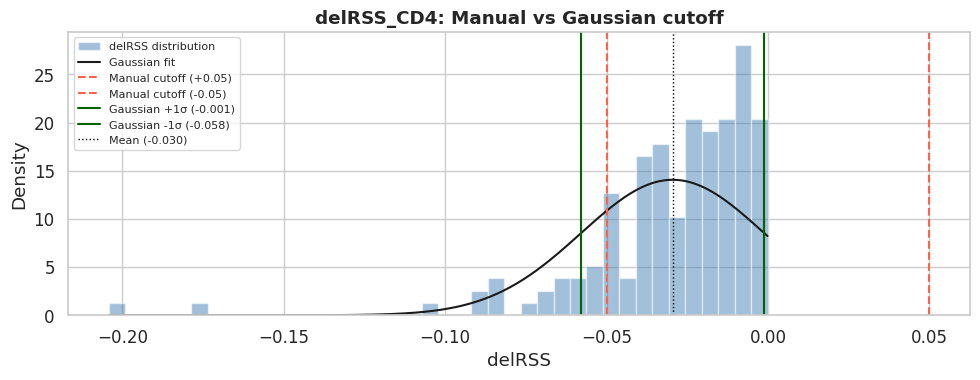 delRSS_CD4: Manual vs Gaussian cutoff
delRSS distribution
Gaussian fit
Manual cutoff (+0.05)
Manual cutoff (-0.05)
Gaussian +1σ (-0.001)
Gaussian -1σ (-0.058)
Mean (-0.030)
Density
25
20
15
10
5
0
−0.20
−0.15
−0.10
−0.05
0.00
0.05
delRSS